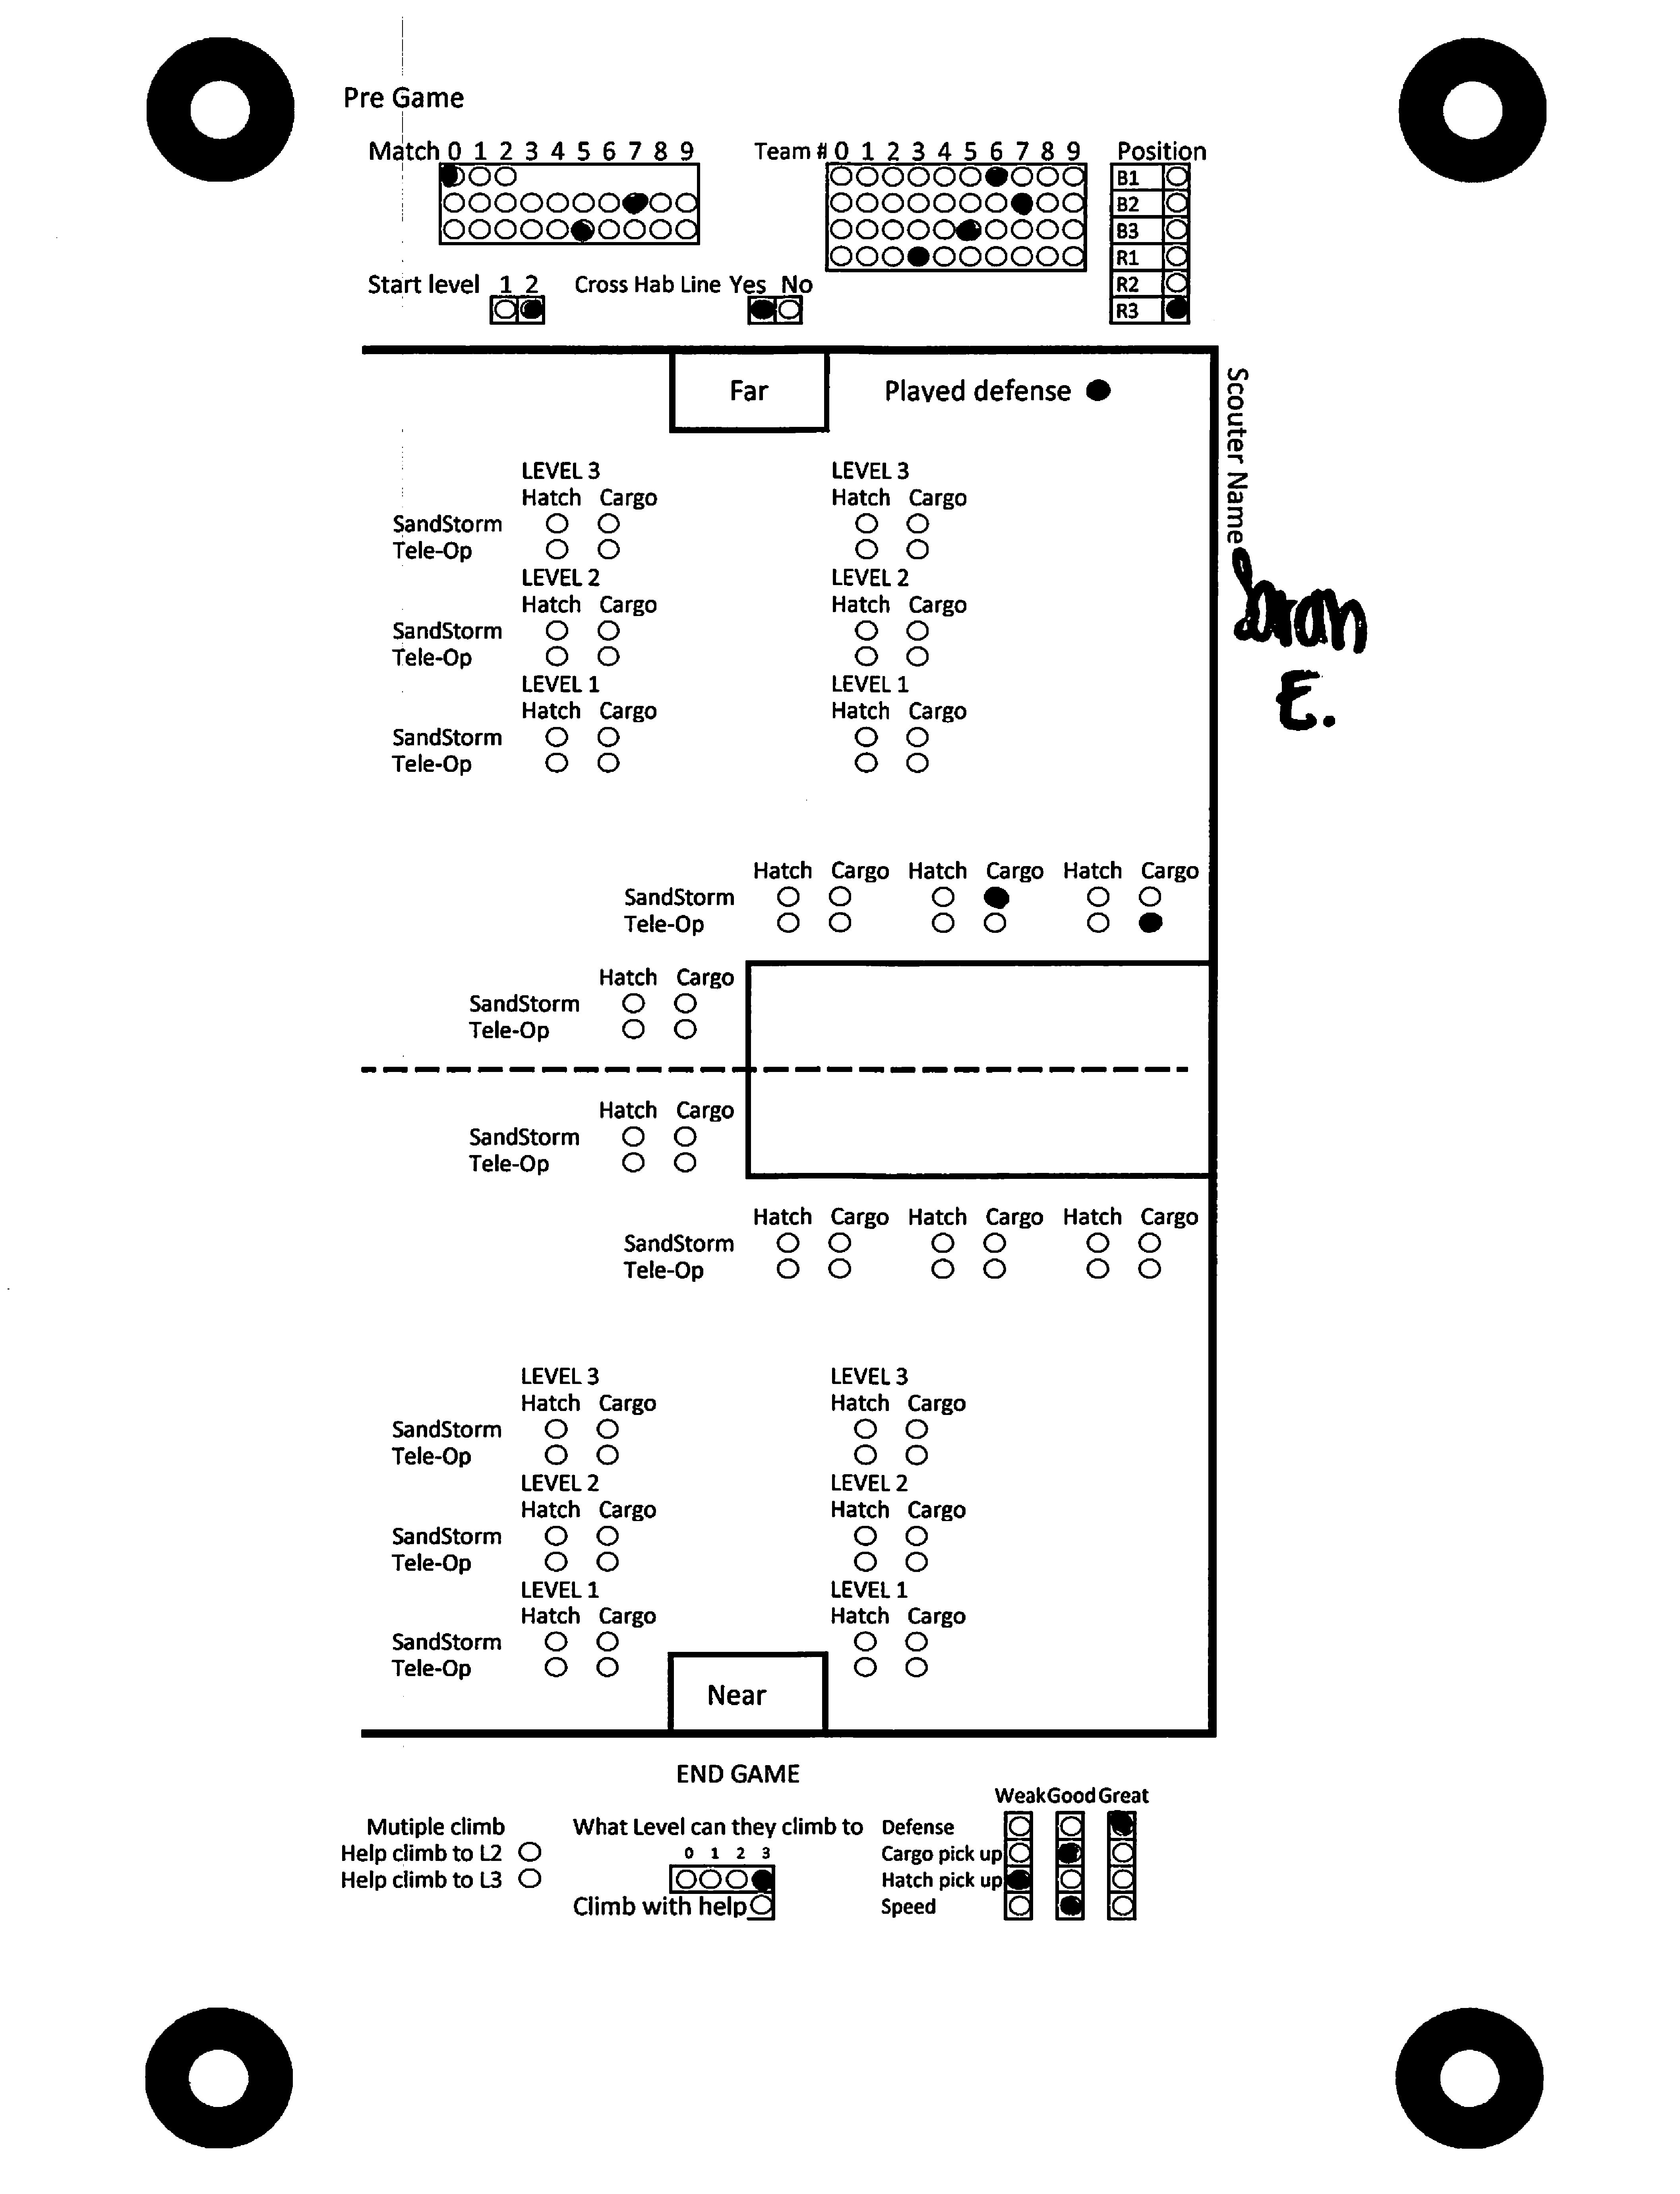 Pre Game
Match 0 1 2 3 4 5 6 7 8 9
Team # 0 1 2 3 4 5 6 7 8 9
Position
B1
B2
B3
R1
R2
R3
Start level 1 2
Cross Hab Line Yes No
Far
Played defense
Scouter Name
E.
LEVEL 3 LEVEL 3
Hatch Cargo Hatch Cargo
SandStorm
Tele-Op
LEVEL 2 LEVEL 2
Hatch Cargo Hatch Cargo
SandStorm
Tele-Op
LEVEL 1 LEVEL 1
Hatch Cargo Hatch Cargo
SandStorm
Tele-Op
Hatch Cargo Hatch Cargo Hatch Cargo
SandStorm
Tele-Op
Hatch Cargo
SandStorm
Tele-Op
Hatch Cargo
SandStorm
Tele-Op
Hatch Cargo Hatch Cargo Hatch Cargo
SandStorm
Tele-Op
LEVEL 3 LEVEL 3
Hatch Cargo Hatch Cargo
SandStorm
Tele-Op
LEVEL 2 LEVEL 2
Hatch Cargo Hatch Cargo
SandStorm
Tele-Op
LEVEL 1 LEVEL 1
Hatch Cargo Hatch Cargo
SandStorm
Tele-Op
Near
END GAME
Mutiple climb
Help climb to L2
Help climb to L3
What Level can they climb to
0 1 2 3
Climb with help
Weak Good Great
Defense
Cargo pick up
Hatch pick up
Speed